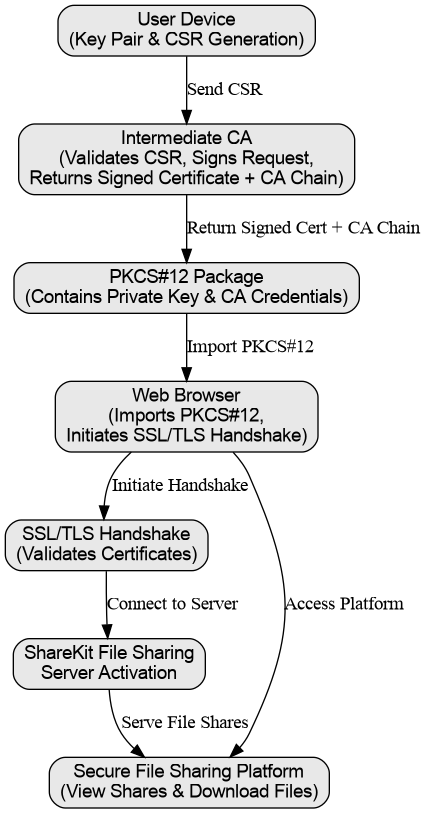 User Device
(Key Pair & CSR Generation)
Send CSR
Intermediate CA
(Validates CSR, Signs Request,
Returns Signed Certificate + CA Chain)
Return Signed Cert + CA Chain
PKCS#12 Package
(Contains Private Key & CA Credentials)
Import PKCS#12
Web Browser
(Imports PKCS#12,
Initiates SSL/TLS Handshake)
Initiate Handshake
SSL/TLS Handshake
(Validates Certificates)
Connect to Server
Access Platform
ShareKit File Sharing
Server Activation
Serve File Shares
Secure File Sharing Platform
(View Shares & Download Files)